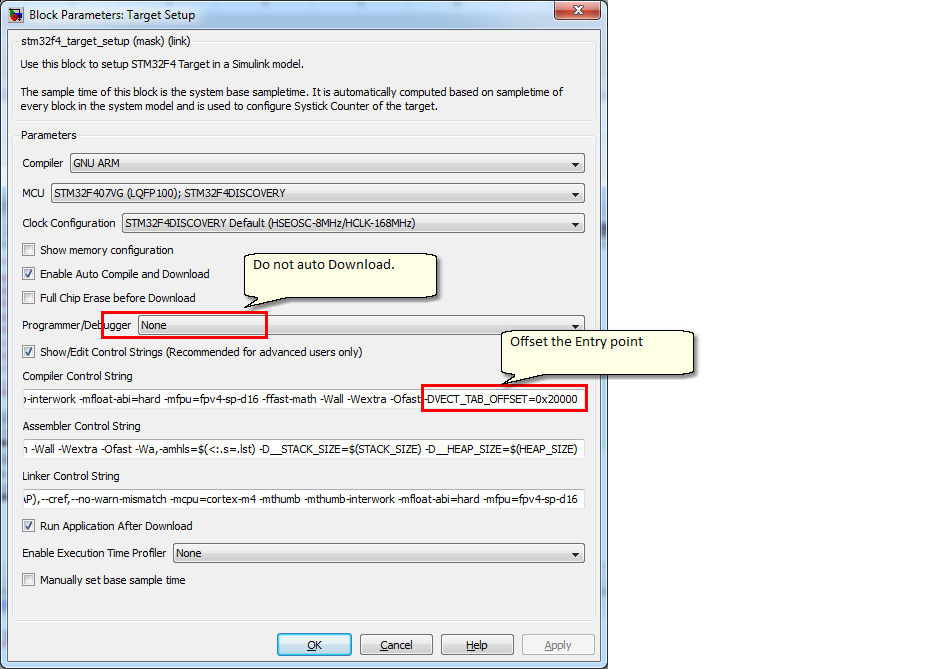 Block Parameters: Target Setup
stm32f4_target_setup (mask) (link)
Use this block to setup STM32F4 Target in a Simulink model.
The sample time of this block is the system base sampletime. It is automatically computed based on sampletime of
every block in the system model and is used to configure Systick Counter of the target.
Parameters
Compiler GNU ARM
MCU STM32F407VG (LQFP100); STM32F4DISCOVERY
Clock Configuration STM32F4DISCOVERY Default (HSEOSC-8MHz/HCLK-168MHz)
Show memory configuration
Enable Auto Compile and Download
Do not auto Download.
Full Chip Erase before Download
Programmer/Debugger None
Offset the Entry point
Show/Edit Control Strings (Recommended for advanced users only)
Compiler Control String
-interwork -mfloat-abi=hard -mfpu=fpv4-sp-d16 -ffast-math -Wall -Wextra -Ofast -DVECT_TAB_OFFSET=0x20000
Assembler Control String
-Wall -Wextra -Ofast -Wa,-amhls=$(<:.s=.lst) -D__STACK_SIZE=$(STACK_SIZE) -D__HEAP_SIZE=$(HEAP_SIZE)
Linker Control String
P),--cref,--no-warn-mismatch -mcpu=cortex-m4 -mthumb -mthumb-interwork -mfloat-abi=hard -mfpu=fpv4-sp-d16
Run Application After Download
Enable Execution Time Profiler None
Manually set base sample time
OK Cancel Help Apply